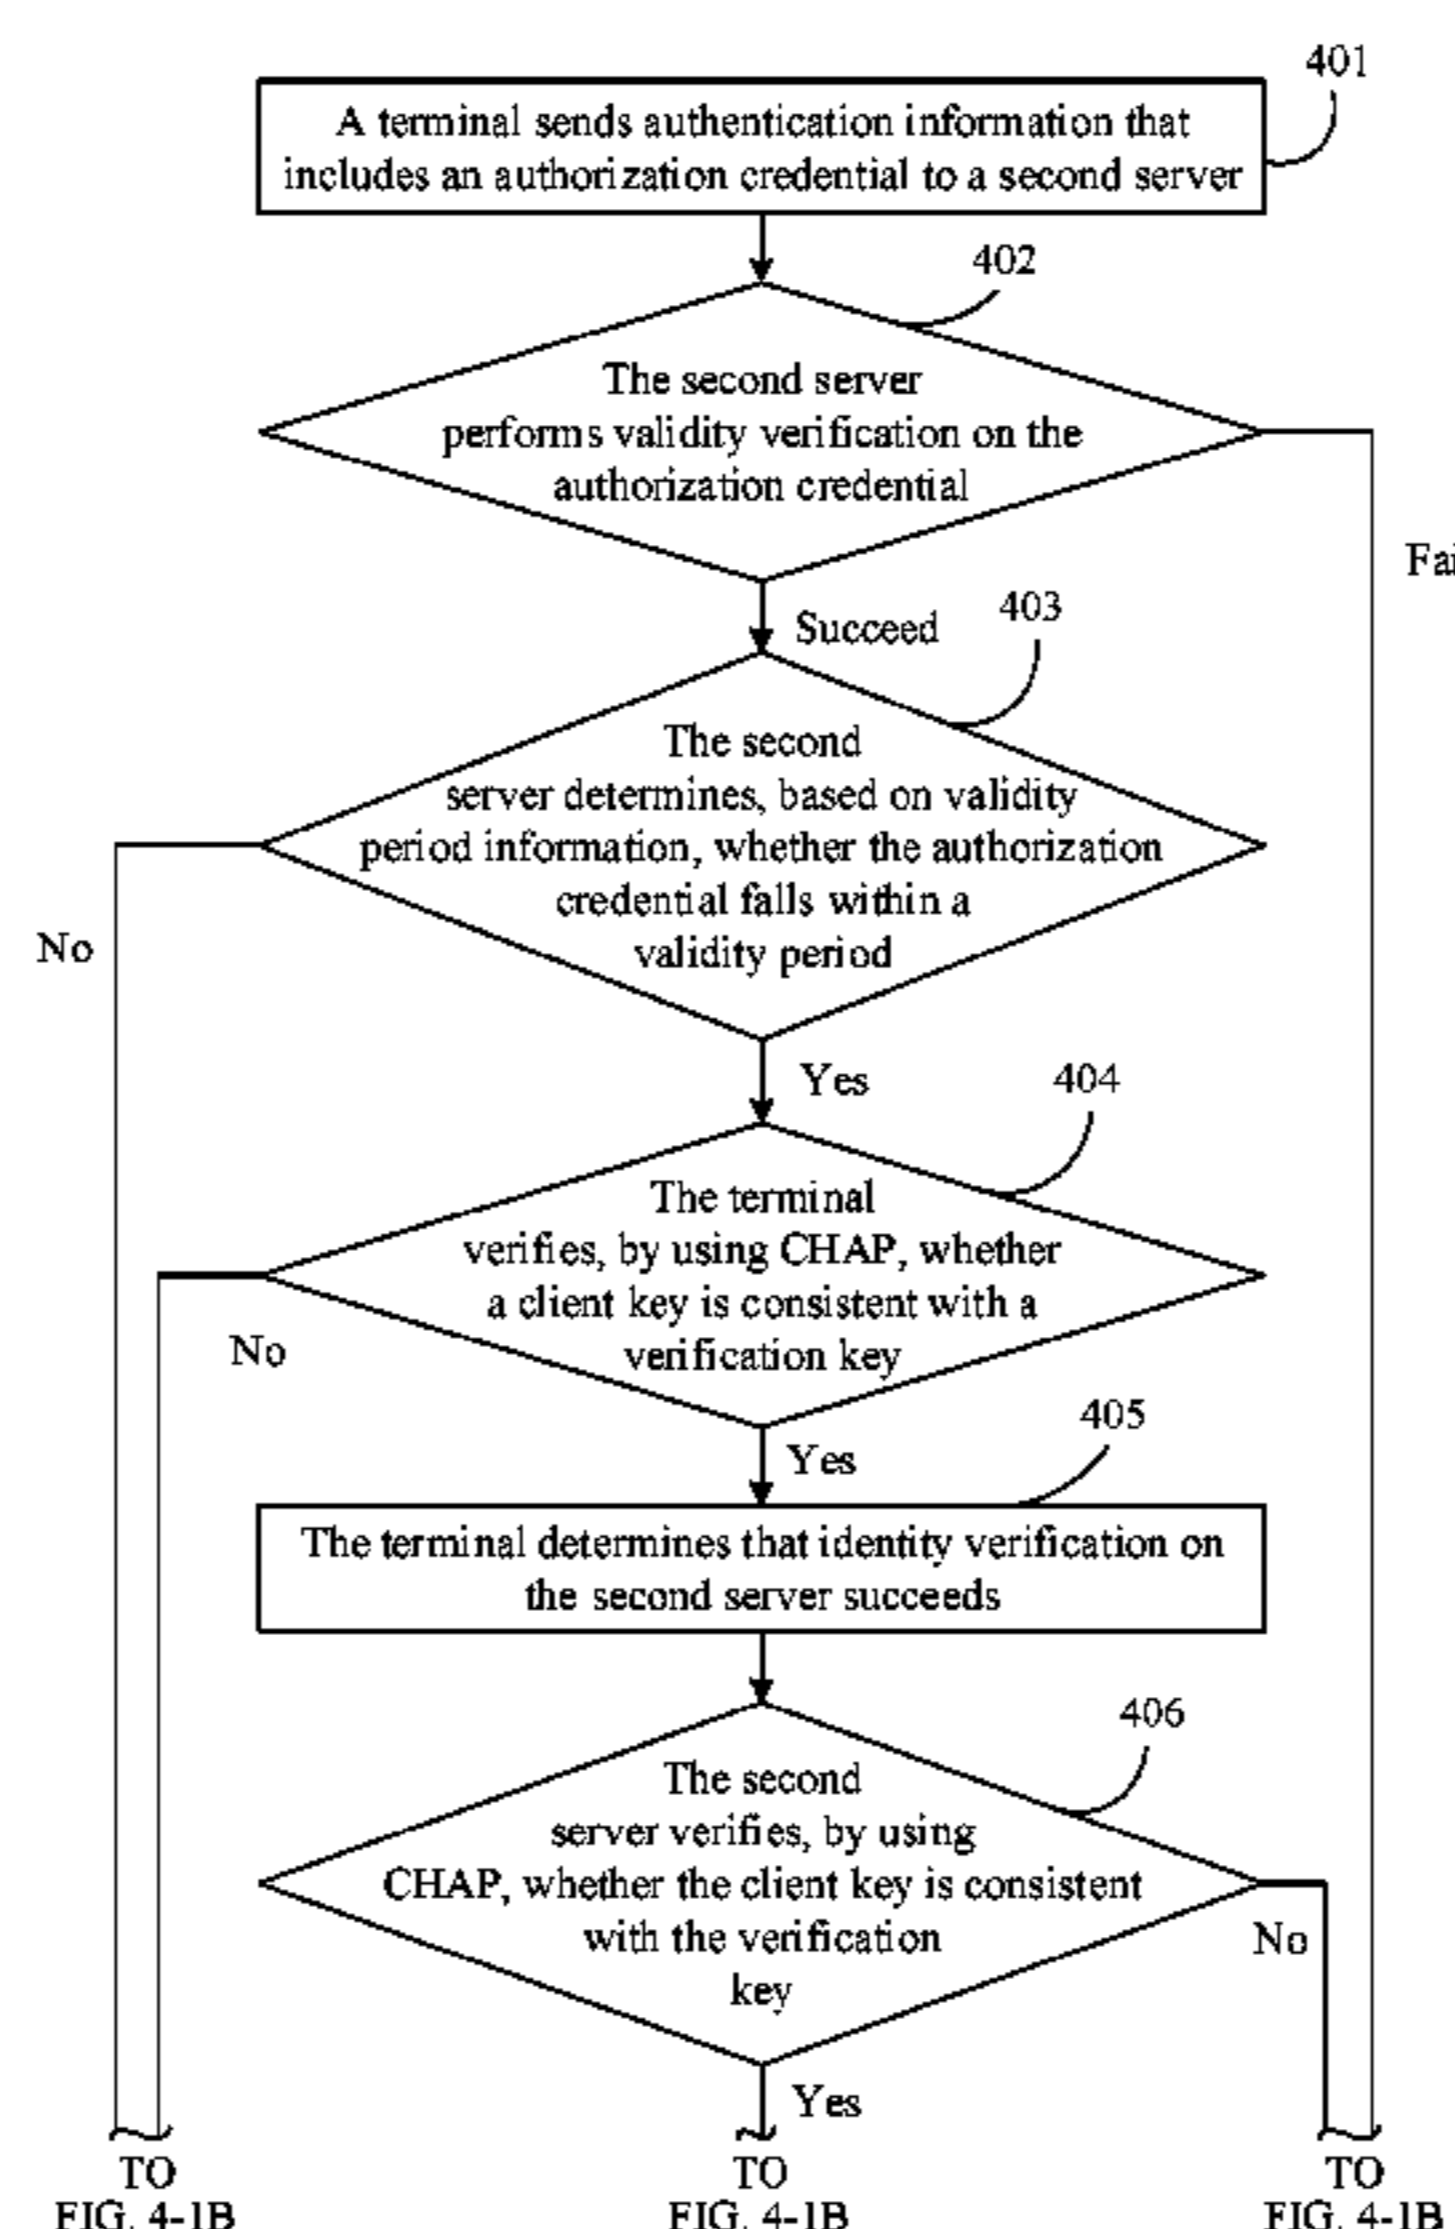 401
A terminal sends authentication information that
includes an authorization credential to a second server
402
The second server
performs validity verification on the
authorization credential
Fai
Succeed
403
The second
server determines, based on validity
period information, whether the authorization
credential falls within a
validity period
No
Yes
404
The terminal
verifies, by using CHAP, whether
a client key is consistent with a
verification key
No
405
Yes
The terminal determines that identity verification on
the second server succeeds
406
The second
server verifies, by using
CHAP, whether the client key is consistent
with the verification
key
No
Yes
TO
FIG. 4-1B
TO
FIG. 4-1B
TO
FIG. 4-1B